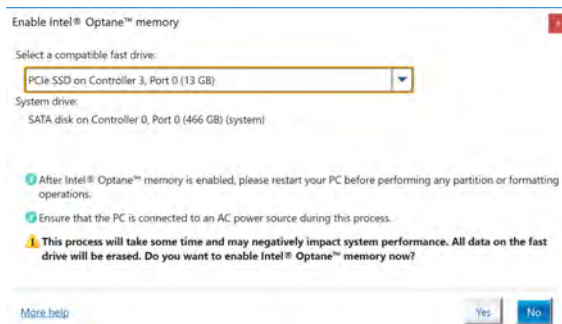 Enable Intel® Optane™ memory
Select a compatible fast drive:
PCIe SSD on Controller 3, Port 0 (13 GB)
System drive:
SATA disk on Controller 0, Port 0 (466 GB) (system)
After Intel® Optane™ memory is enabled, please restart your PC before performing any partition or formatting
operations.
Ensure that the PC is connected to an AC power source during this process.
This process will take some time and may negatively impact system performance. All data on the fast
drive will be erased. Do you want to enable Intel® Optane™ memory now?
More help
Yes
No